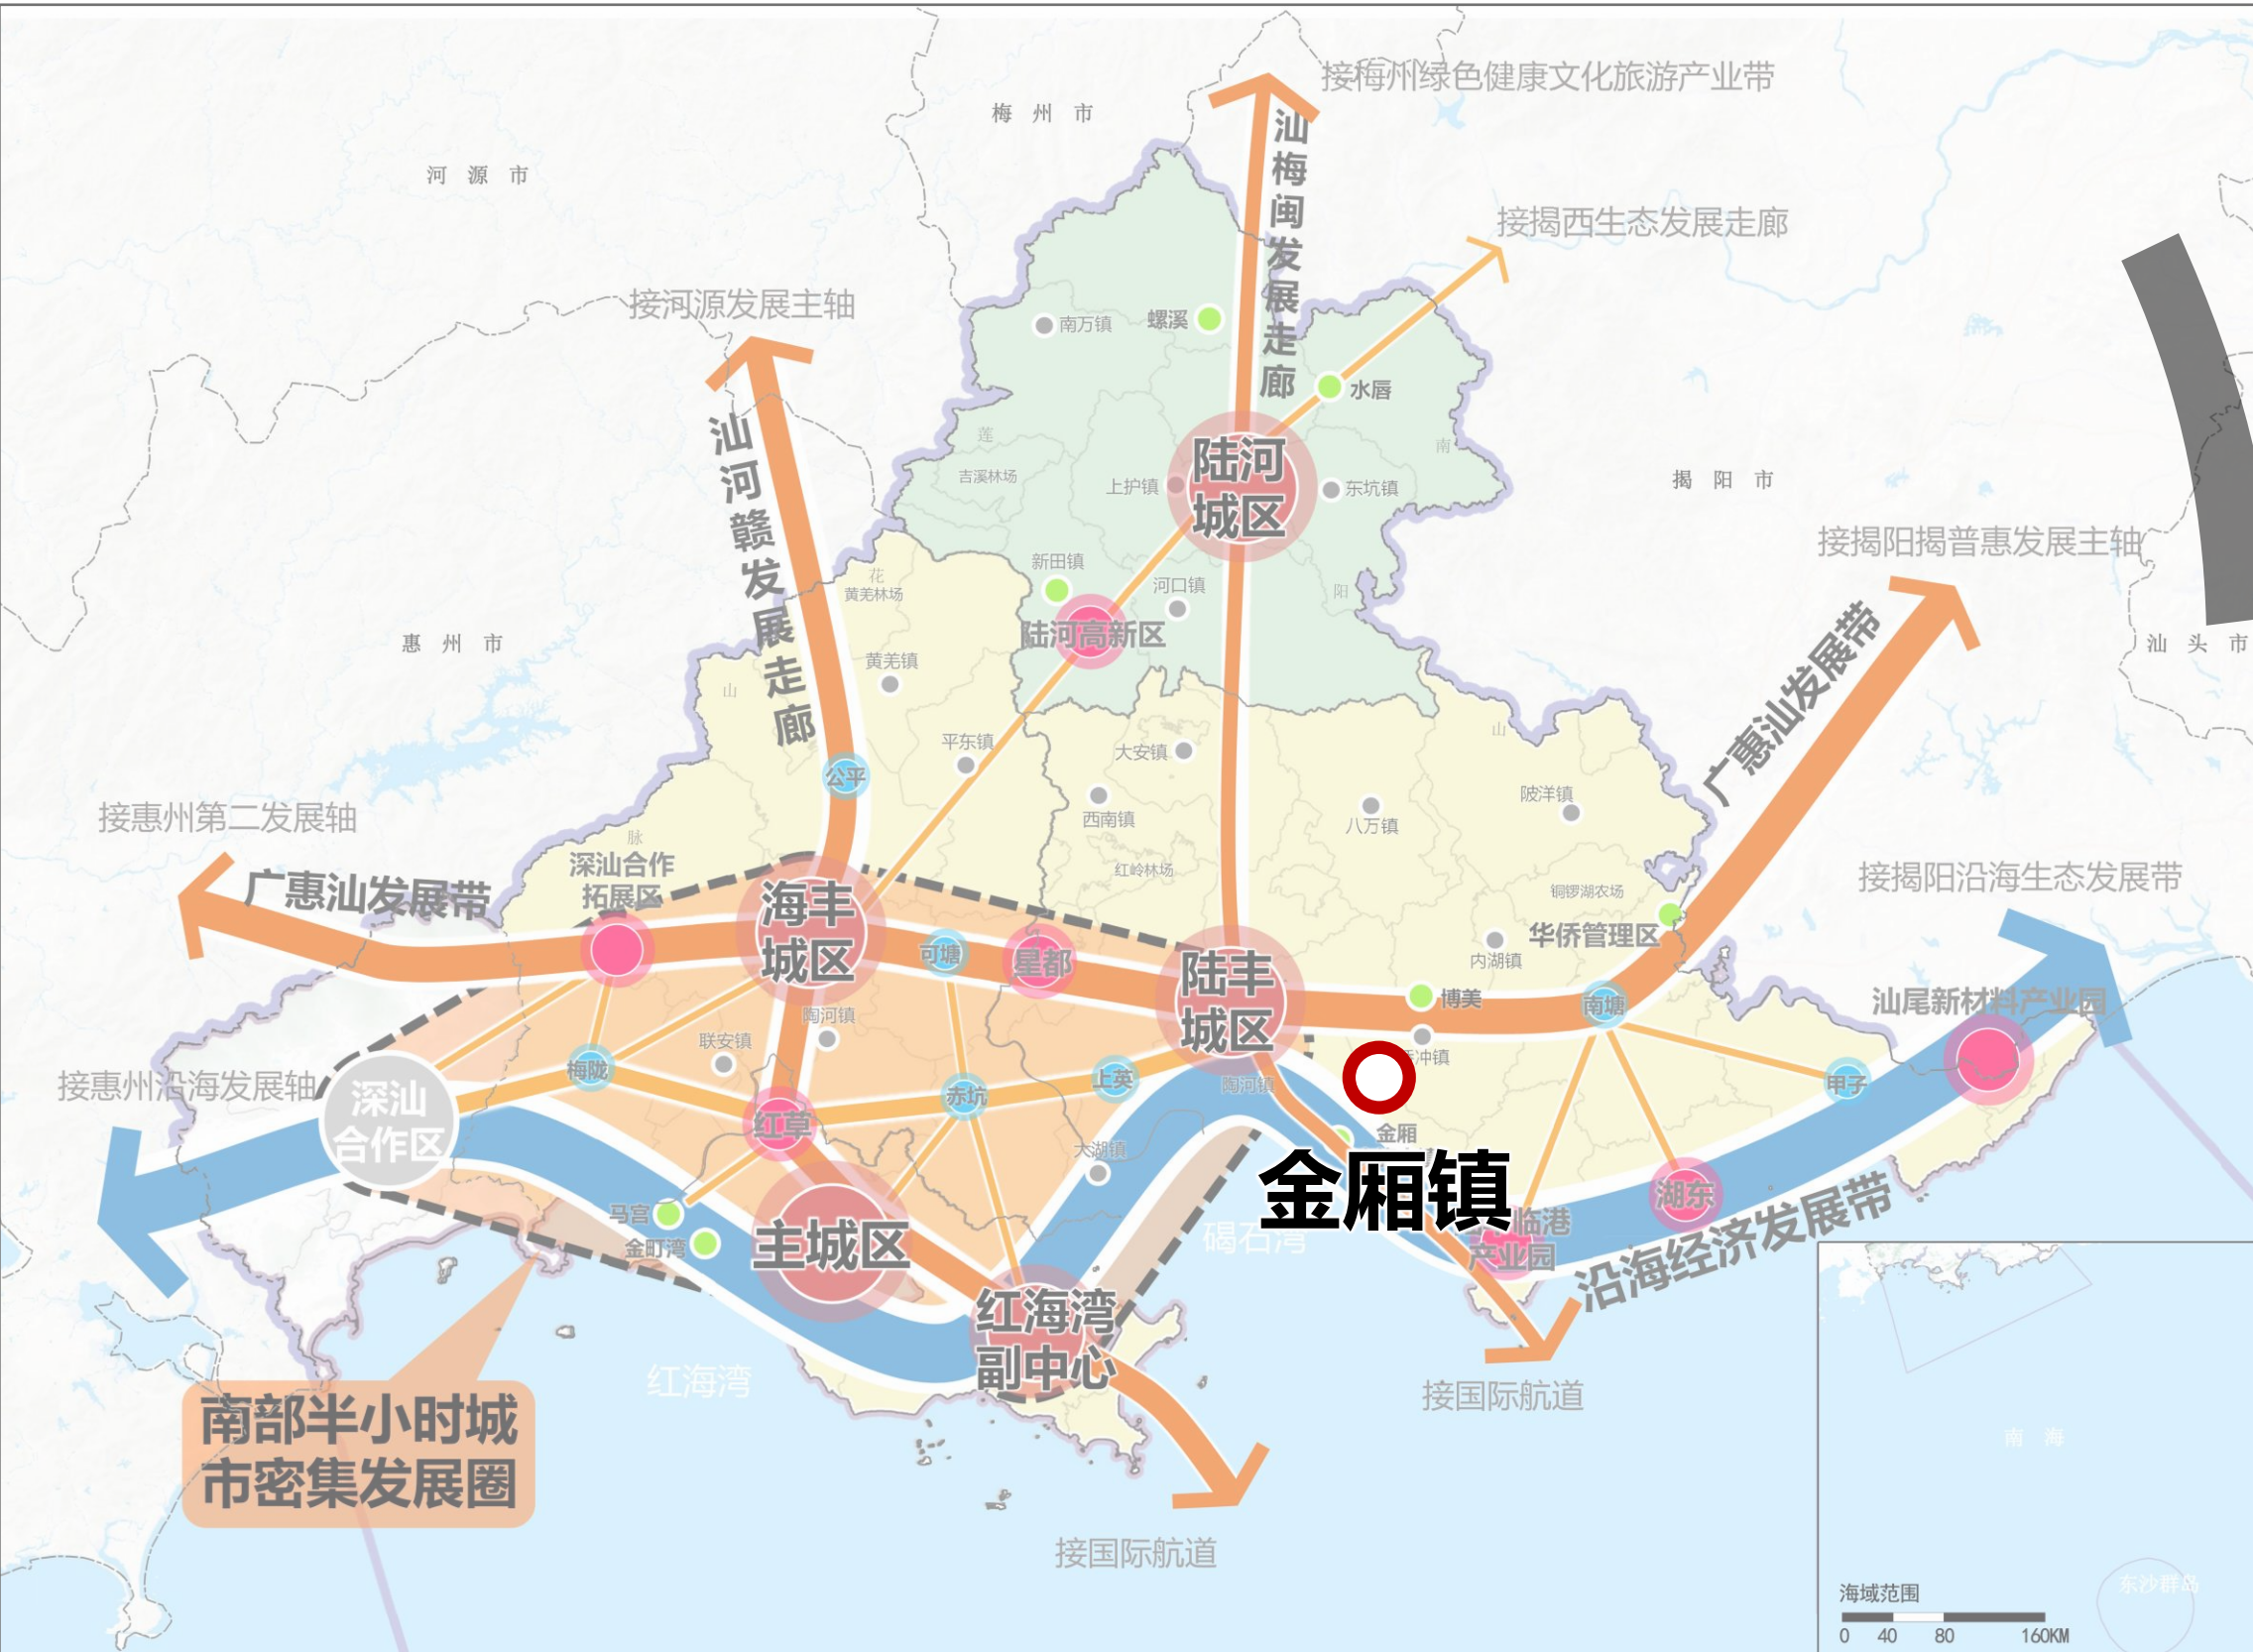 接梅州绿色健康文化旅游产业带
梅 州 市
汕梅闽发展走廊
河 源 市
接揭西生态发展走廊
接河源发展主轴
南万镇
螺溪
水唇
汕河赣发展走廊
莲
南
陆河
城区
吉溪林场
上护镇
东坑镇
揭 阳 市
接揭阳揭普惠发展主轴
新田镇
花
河口镇
阳
黄羌林场
陆河高新区
惠 州 市
汕 头 市
黄羌镇
山
广惠汕发展带
山
平东镇
大安镇
公平
陂洋镇
接惠州第二发展轴
西南镇
八万镇
脉
深汕合作
拓展区
红岭林场
接揭阳沿海生态发展带
广惠汕发展带
海丰
城区
铜锣湖农场
华侨管理区
可塘
星都
内湖镇
陆丰
城区
博美
南塘
汕尾新材料产业园
陶河镇
联安镇
冲镇
梅陇
接惠州沿海发展轴
上英
陶河镇
甲子
深汕
合作区
赤坑
红草
金厢
大湖镇
金厢镇
湖东
马宫
金町湾
主城区
碣石湾
临港
产业园
沿海经济发展带
红海湾
副中心
红海湾
接国际航道
南部半小时城
市密集发展圈
南 海
接国际航道
东沙群岛
海域范围
0 40 80 160KM